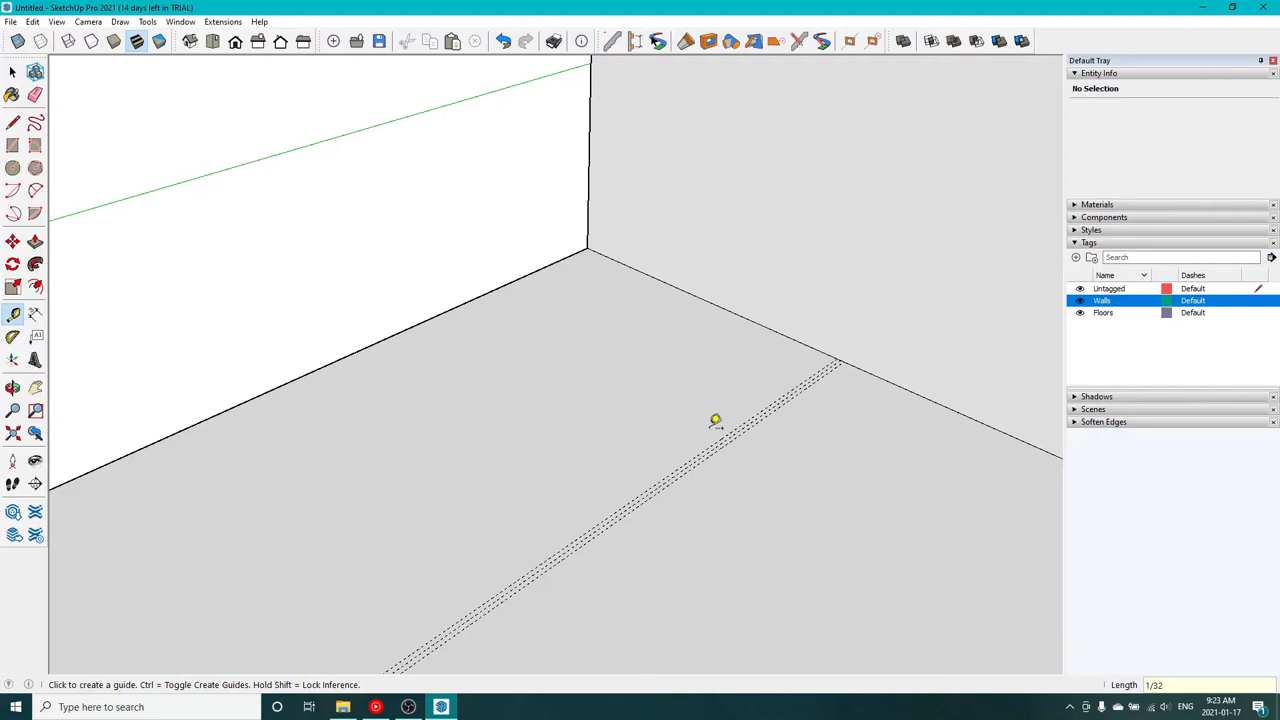 Untitled - SketchUp Pro 2021 (14 days left in TRIAL)
File Edit View Camera Draw Tools Window Extensions Help
Default Tray
Entity Info
No Selection
Materials
Components
Styles
Tags
Search
Name Dashes
Untagged Default
Walls Default
Floors Default
Shadows
Scenes
Soften Edges
Click to create a guide. Ctrl = Toggle Create Guides. Hold Shift = Lock Inference.
Length 1/32
Type here to search
ENG
9:23 AM
2021-01-17